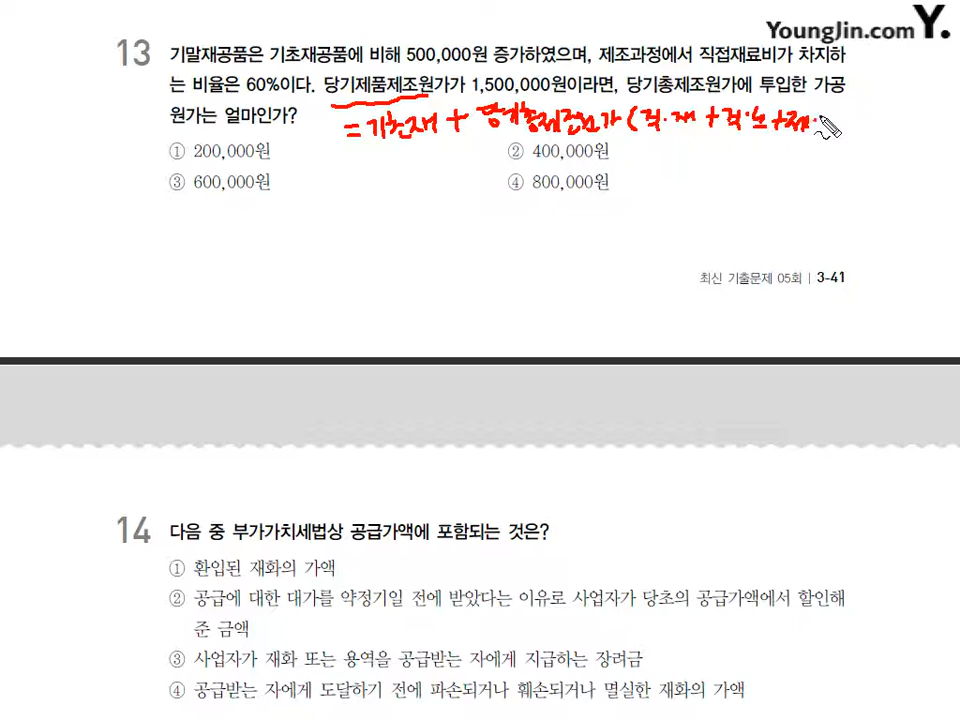 YoungJin.com Y.
13 기말재공품은 기초재공품에 비해 500,000원 증가하였으며, 제조과정에서 직접재료비가 차지하
는 비율은 60%이다. 당기제품제조원가가 1,500,000원이라면, 당기총제조원가에 투입한 가공
원가는 얼마인가?
= 기초재 + 당기총제조원가 (직.재 + 직.노 + 제.
① 200,000원 ② 400,000원
③ 600,000원 ④ 800,000원
최신 기출문제 05회 | 3-41
14 다음 중 부가가치세법상 공급가액에 포함되는 것은?
① 환입된 재화의 가액
② 공급에 대한 대가를 약정기일 전에 받았다는 이유로 사업자가 당초의 공급가액에서 할인해
준 금액
③ 사업자가 재화 또는 용역을 공급받는 자에게 지급하는 장려금
④ 공급받는 자에게 도달하기 전에 파손되거나 훼손되거나 멸실한 재화의 가액